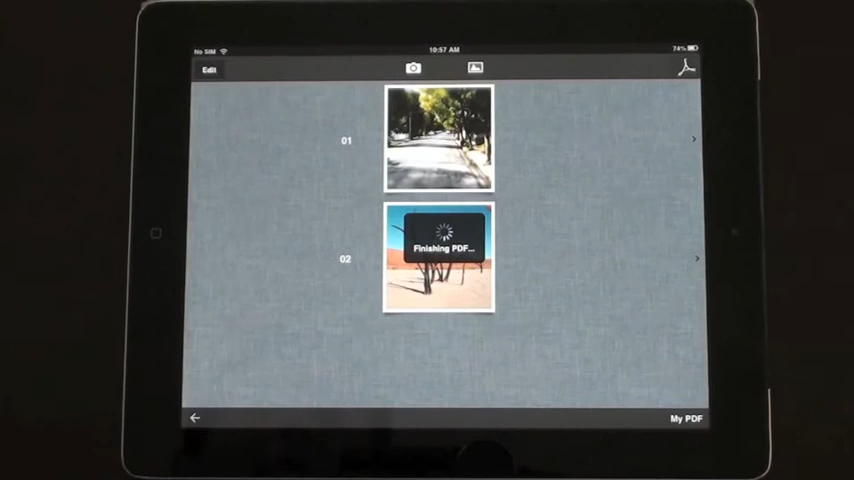 No SIM
10:57 AM
74%
Edit
01
02
Finishing PDF...
My PDF